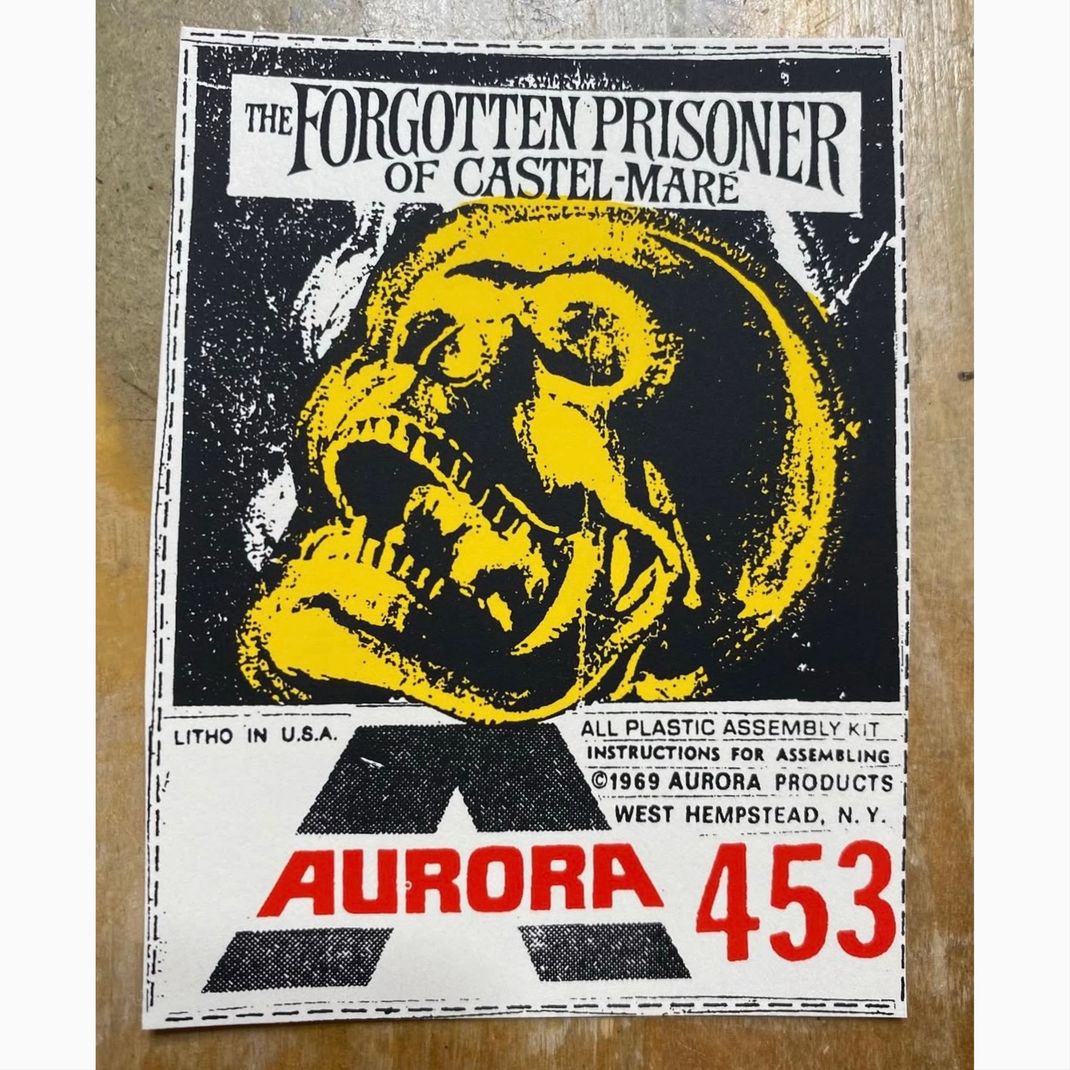 THE FORGOTTEN PRISONER
OF CASTEL-MARÉ
LITHO IN U.S.A.
ALL PLASTIC ASSEMBLY KIT
INSTRUCTIONS FOR ASSEMBLING
©1969 AURORA PRODUCTS
WEST HEMPSTEAD, N.Y.
AURORA
453